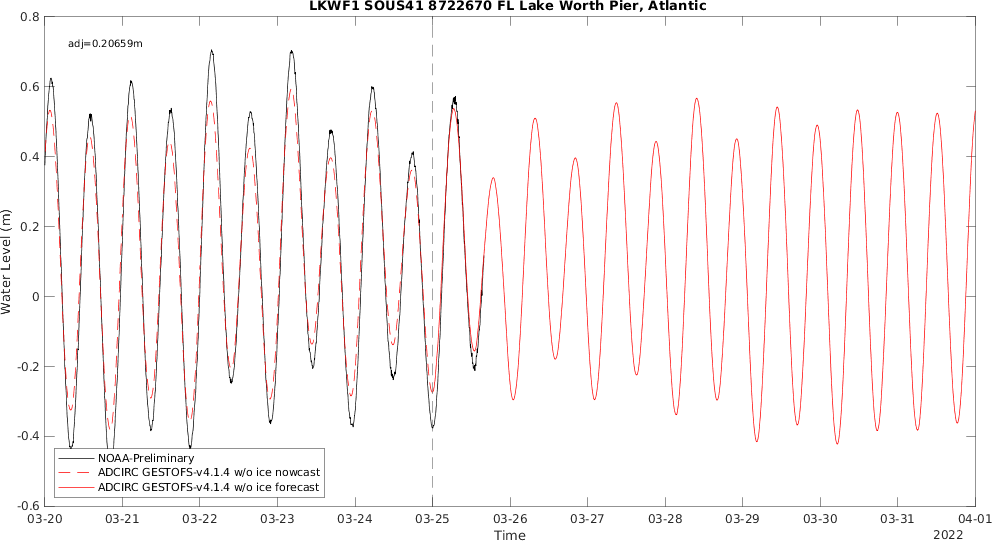 LKWF1 SOUS41 8722670 FL Lake Worth Pier, Atlantic
adj=0.20659m
0.8
0.6
0.4
0.2
0
-0.2
-0.4
-0.6
Water Level (m)
NOAA-Preliminary
ADCIRC GESTOFS-v4.1.4 w/o ice nowcast
ADCIRC GESTOFS-v4.1.4 w/o ice forecast
03-20 03-21 03-22 03-23 03-24 03-25 03-26 03-27 03-28 03-29 03-30 03-31 04-01
Time
2022